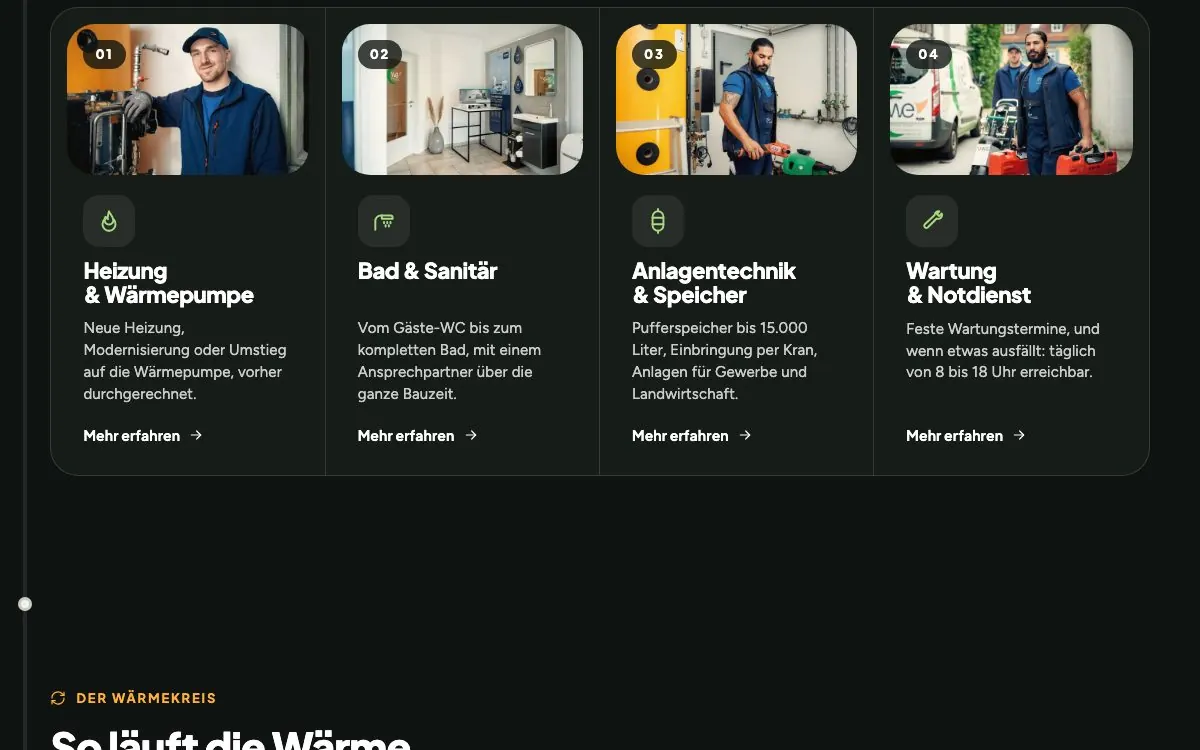 01
02
03
04
we
Heizung
& Wärmepumpe
Neue Heizung,
Modernisierung oder Umstieg
auf die Wärmepumpe, vorher
durchgerechnet.
Mehr erfahren
Bad & Sanitär
Vom Gäste-WC bis zum
kompletten Bad, mit einem
Ansprechpartner über die
ganze Bauzeit.
Mehr erfahren
Anlagentechnik
& Speicher
Pufferspeicher bis 15.000
Liter, Einbringung per Kran,
Anlagen für Gewerbe und
Landwirtschaft.
Mehr erfahren
Wartung
& Notdienst
Feste Wartungstermine, und
wenn etwas ausfällt: täglich
von 8 bis 18 Uhr erreichbar.
Mehr erfahren
DER WÄRMEKREIS
So läuft die Wärme